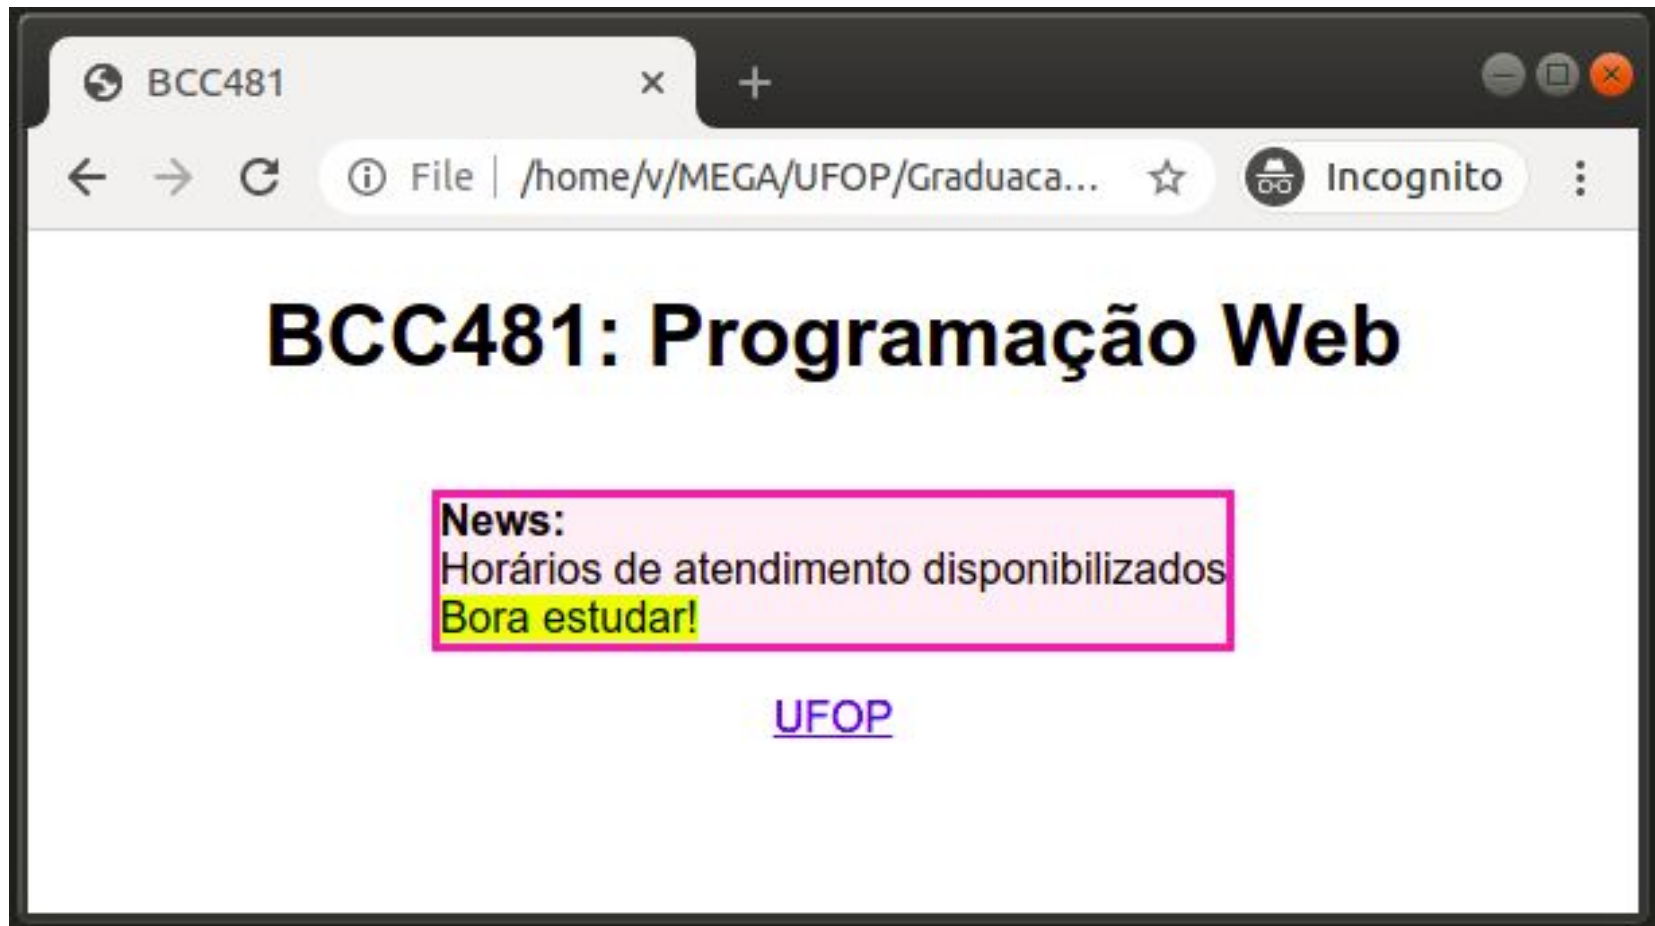 BCC481
File | /home/v/MEGA/UFOP/Graduaca... Incognito
BCC481: Programação Web
News:
Horários de atendimento disponibilizados
Bora estudar!
UFOP